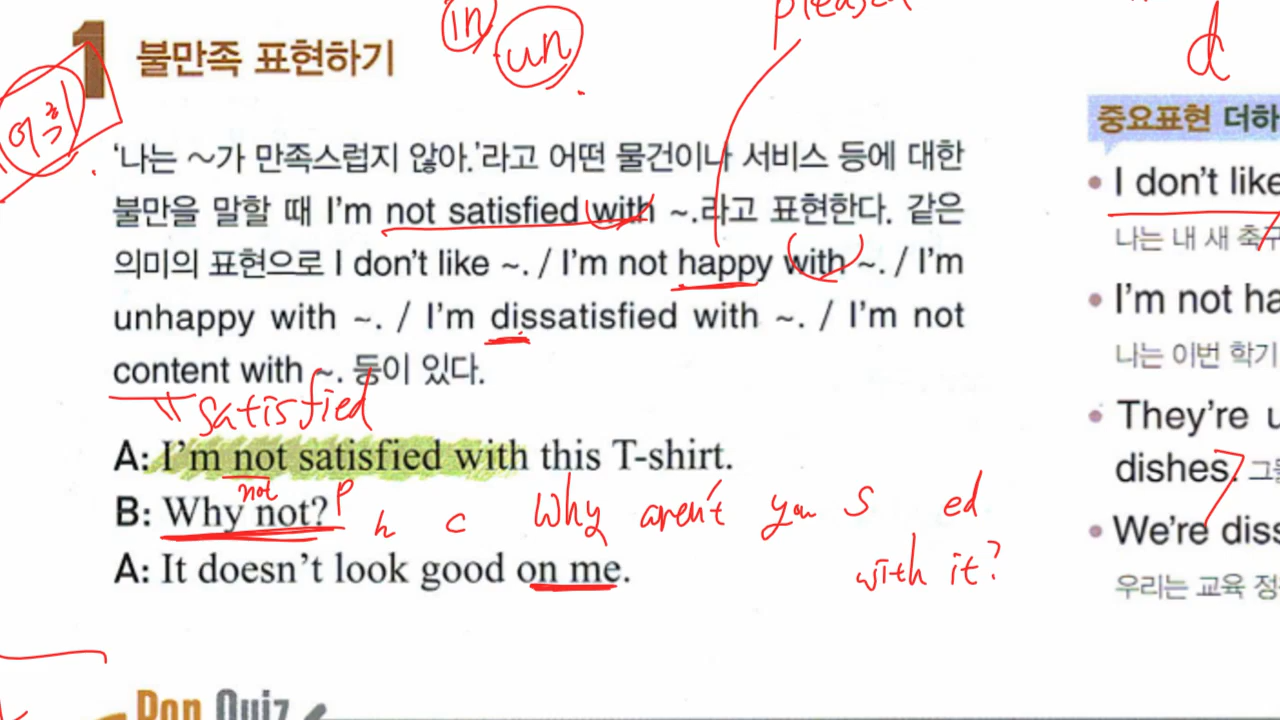 pleased
in
un
d
1 불만족 표현하기
어휘
'나는 ~가 만족스럽지 않아.'라고 어떤 물건이나 서비스 등에 대한
불만을 말할 때 I'm not satisfied with ~.라고 표현한다. 같은
의미의 표현으로 I don't like ~. / I'm not happy with ~. / I'm
unhappy with ~. / I'm dissatisfied with ~. / I'm not
content with ~. 등이 있다.
satisfied
A: I'm not satisfied with this T-shirt.
not P
B: Why not? h c Why aren't you s ed
with it?
A: It doesn't look good on me.
Pop Quiz
중요표현 더하
• I don't like
나는 내 새 축구
• I'm not ha
나는 이번 학기
• They're u
dishes. 그들
• We're diss
우리는 교육 정